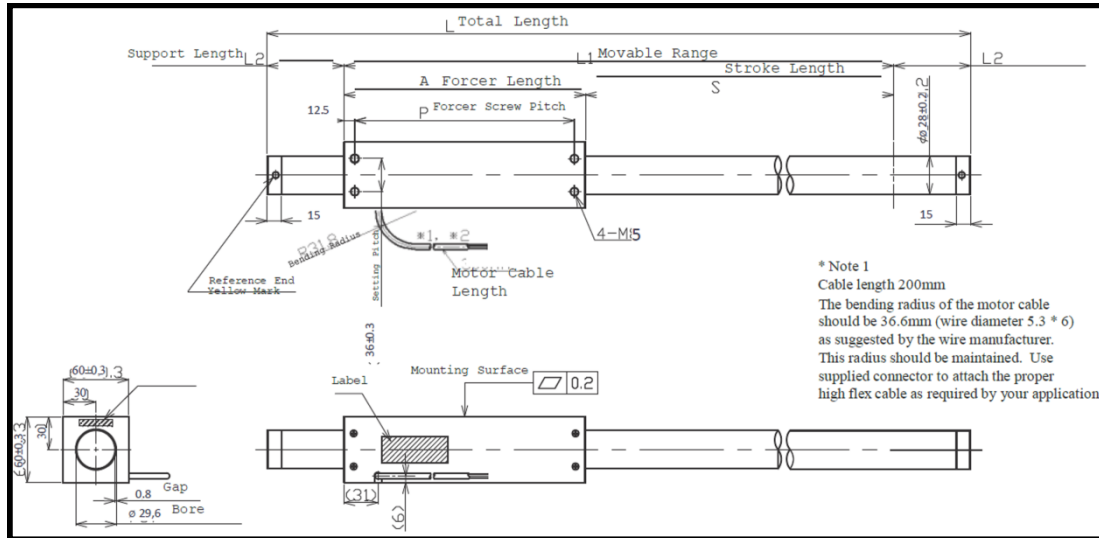 L Total Length
Support Length L2
L1 Movable Range
L2
Stroke Length
A Forcer Length
S
12.5
P Forcer Screw Pitch
15
15
4-M5
Bending Radius
*1, *2
Setting Pitch
36±0.3
Motor Cable
Length
Reference End
Yellow Mark
* Note 1
Cable length 200mm
The bending radius of the motor cable
should be 36.6mm (wire diameter 5.3 * 6)
as suggested by the wire manufacturer.
This radius should be maintained. Use
supplied connector to attach the proper
high flex cable as required by your application
(60±0.3)
30
30
60±0.3
0.8 Gap
ø 29,6 Bore
Label
Mounting Surface
0.2
(31)
(6)